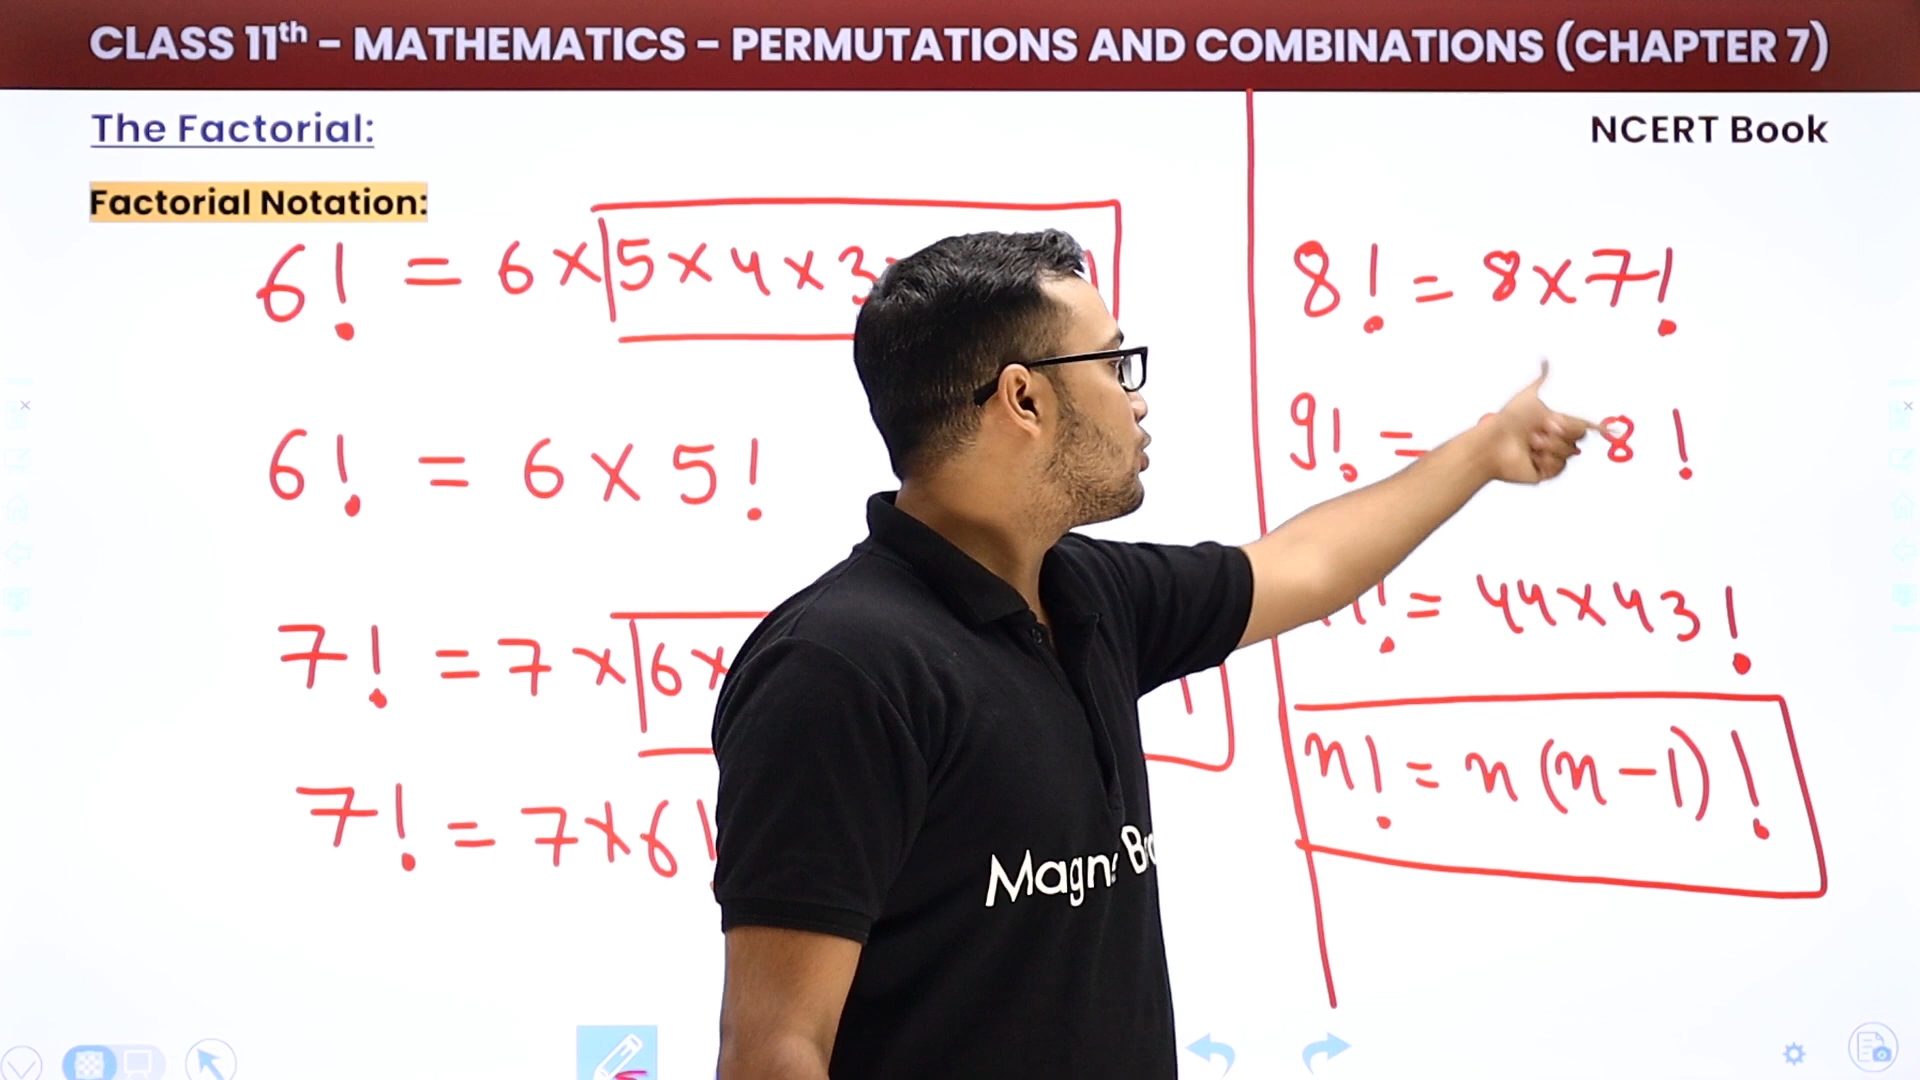 CLASS 11th – MATHEMATICS – PERMUTATIONS AND COMBINATIONS (CHAPTER 7)
The Factorial:
NCERT Book
Factorial Notation:
6! = 6 × 5 × 4 × 3
6! = 6 × 5!
7! = 7 × 6 × 1
7! = 7 × 6!
8! = 8 × 7!
9! = 8!
! = 44 × 43!
n! = n (n – 1)!
Magn